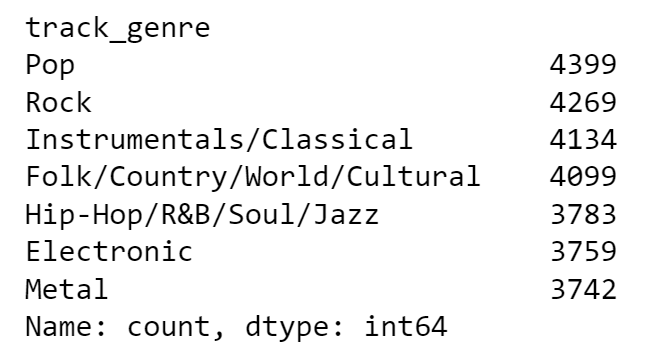 track_genre
Pop 4399
Rock 4269
Instrumentals/Classical 4134
Folk/Country/World/Cultural 4099
Hip-Hop/R&B/Soul/Jazz 3783
Electronic 3759
Metal 3742
Name: count, dtype: int64